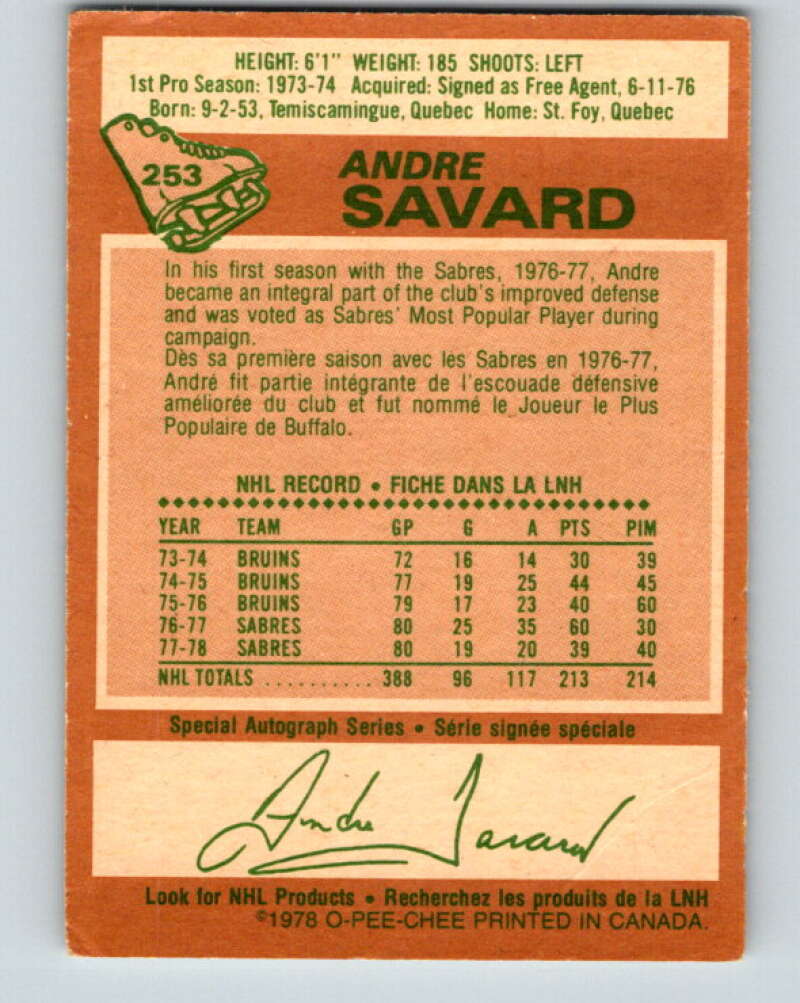 HEIGHT: 6'1" WEIGHT: 185 SHOOTS: LEFT
1st Pro Season: 1973-74 Acquired: Signed as Free Agent, 6-11-76
Born: 9-2-53, Temiscamingue, Quebec Home: St. Foy, Quebec
253
ANDRE
SAVARD
In his first season with the Sabres, 1976-77, Andre
became an integral part of the club's improved defense
and was voted as Sabres' Most Popular Player during
campaign.
Dès sa première saison avec les Sabres en 1976-77,
André fit partie intégrante de l'escouade défensive
améliorée du club et fut nommé le Joueur le Plus
Populaire de Buffalo.
NHL RECORD • FICHE DANS LA LNH
YEAR TEAM GP G A PTS PIM
73-74 BRUINS 72 16 14 30 39
74-75 BRUINS 77 19 25 44 45
75-76 BRUINS 79 17 23 40 60
76-77 SABRES 80 25 35 60 30
77-78 SABRES 80 19 20 39 40
NHL TOTALS .......... 388 96 117 213 214
Special Autograph Series • Série signée spéciale
Andre Savard
Look for NHL Products • Recherchez les produits de la LNH
©1978 O-PEE-CHEE PRINTED IN CANADA.